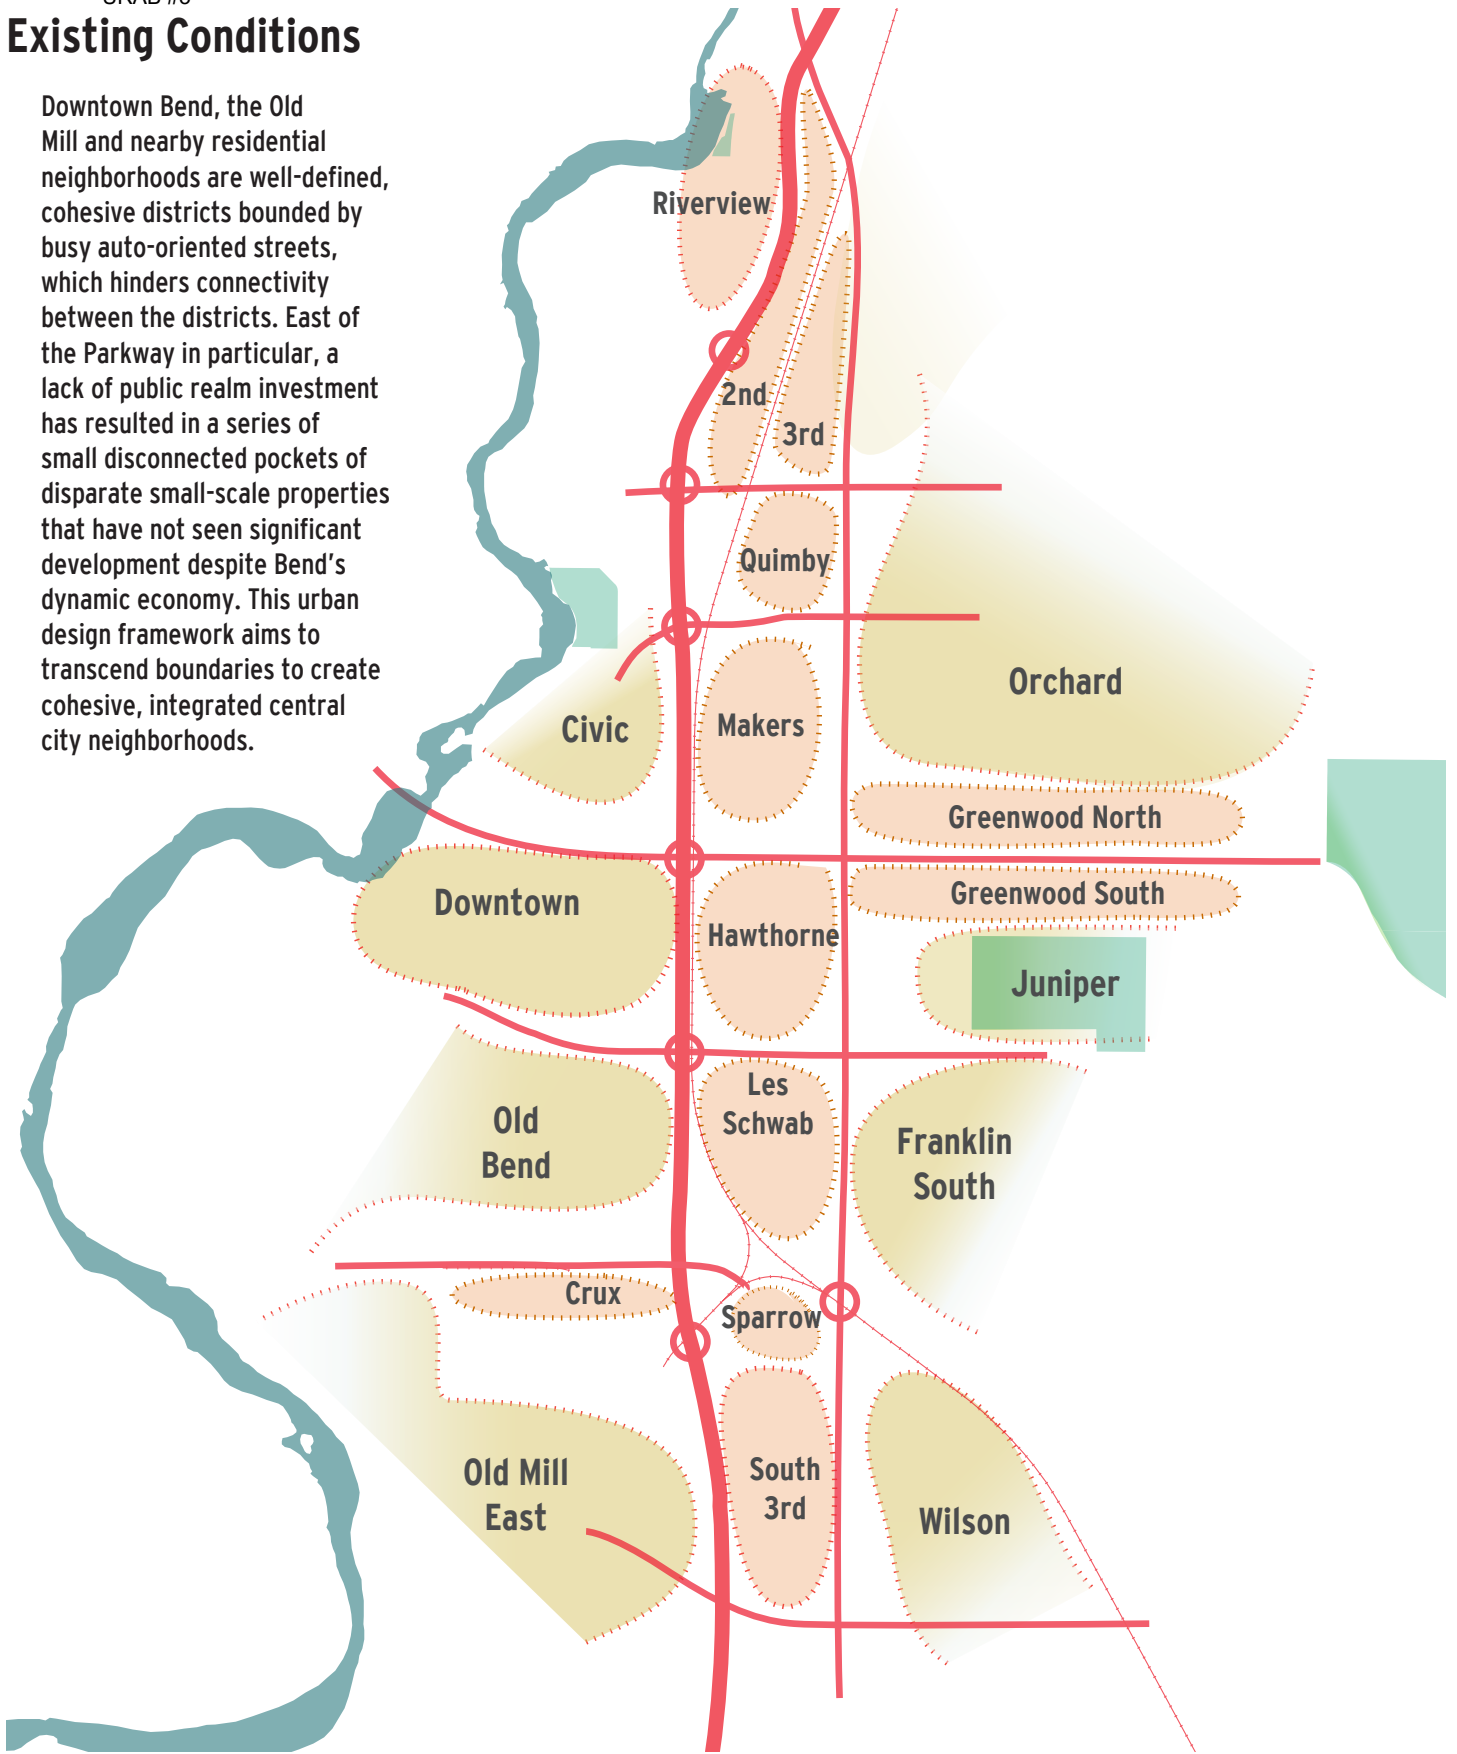 Existing Conditions
Downtown Bend, the Old
Mill and nearby residential
neighborhoods are well-defined,
cohesive districts bounded by
busy auto-oriented streets,
which hinders connectivity
between the districts. East of
the Parkway in particular, a
lack of public realm investment
has resulted in a series of
small disconnected pockets of
disparate small-scale properties
that have not seen significant
development despite Bend's
dynamic economy. This urban
design framework aims to
transcend boundaries to create
cohesive, integrated central
city neighborhoods.
Riverview
2nd
3rd
Quimby
Orchard
Civic
Makers
Greenwood North
Downtown
Greenwood South
Hawthorne
Juniper
Les
Schwab
Old
Bend
Franklin
South
Crux
Sparrow
Old Mill
East
South
3rd
Wilson